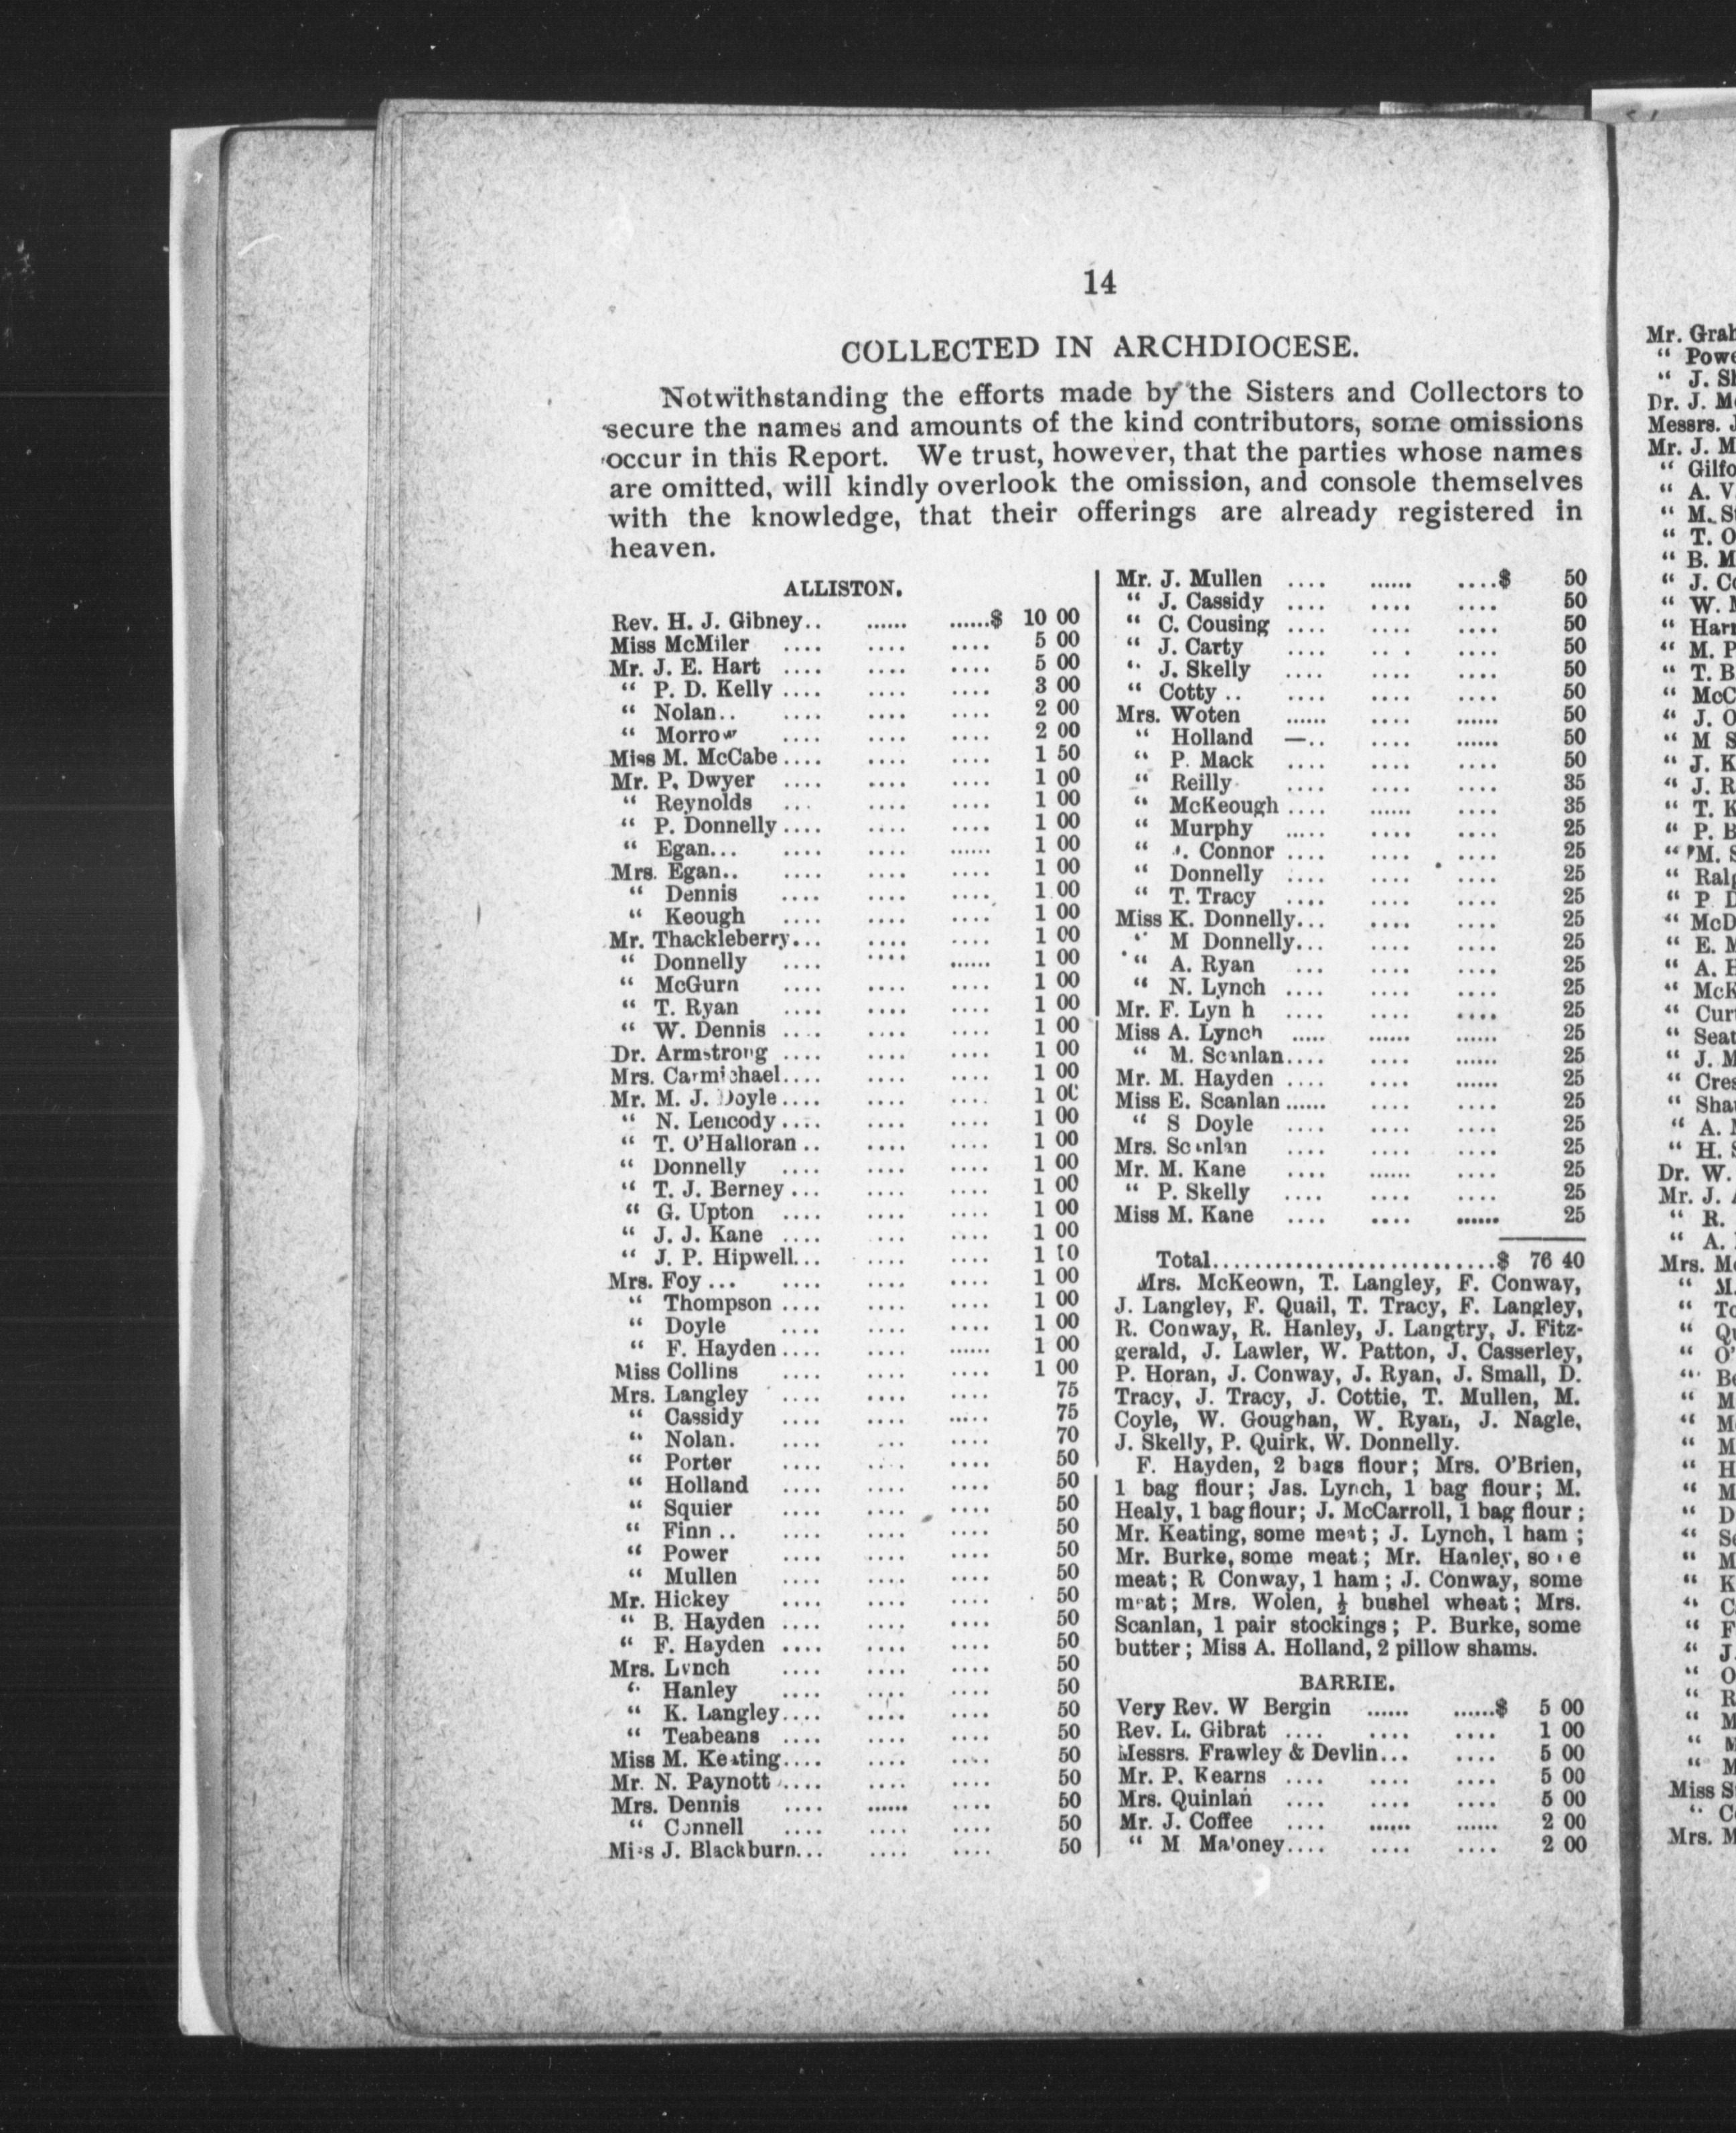 14
COLLECTED IN ARCHDIOCESE.
Notwithstanding the efforts made by the Sisters and Collectors to
secure the names and amounts of the kind contributors, some omissions
occur in this Report. We trust, however, that the parties whose names
are omitted, will kindly overlook the omission, and console themselves
with the knowledge, that their offerings are already registered in
heaven.
ALLISTON.
Rev. H. J. Gibney.. ...... ......$ 10 00
Miss McMiler .... .... .... 5 00
Mr. J. E. Hart .... .... .... 5 00
“ P. D. Kelly .... .... .... 3 00
“ Nolan.. .... .... .... 2 00
“ Morrow .... .... .... 2 00
Miss M. McCabe .... .... .... 1 50
Mr. P. Dwyer .... .... .... 1 00
“ Reynolds ... .... .... 1 00
“ P. Donnelly .... .... .... 1 00
“ Egan... .... .... ...... 1 00
Mrs. Egan.. .... .... .... 1 00
“ Dennis .... .... .... 1 00
“ Keough .... .... .... 1 00
Mr. Thackleberry... .... .... 1 00
“ Donnelly .... .... ...... 1 00
“ McGurn .... .... .... 1 00
“ T. Ryan .... .... .... 1 00
“ W. Dennis .... .... .... 1 00
Dr. Armstrong .... .... .... 1 00
Mrs. Carmichael.... .... .... 1 00
Mr. M. J. Doyle .... .... .... 1 00
“ N. Lencody .... .... .... 1 00
“ T. O'Halloran .. .... .... 1 00
“ Donnelly .... .... .... 1 00
“ T. J. Berney ... .... .... 1 00
“ G. Upton .... .... .... 1 00
“ J. J. Kane .... ... .... 1 00
“ J. P. Hipwell... .... .... 1 00
Mrs. Foy ... .... .... .... 1 00
“ Thompson .... .... .... 1 00
“ Doyle .... .... .... 1 00
“ F. Hayden .... .... ...... 1 00
Miss Collins .... .... .... 1 00
Mrs. Langley .... .... .... 75
“ Cassidy .... .... ..... 75
“ Nolan. .... ... .... 70
“ Porter .... .... .... 50
“ Holland .... .... .... 50
“ Squier .... .... .... 50
“ Finn .. .... .... .... 50
“ Power .... .... .... 50
“ Mullen .... .... .... 50
Mr. Hickey .... .... .... 50
“ B. Hayden .... .... .... 50
“ F. Hayden .... .... .... 50
Mrs. Lynch .... .... .... 50
“ Hanley .... .... .... 50
“ K. Langley.... .... .... 50
“ Teabeans .... .... .... 50
Miss M. Keating.... .... .... 50
Mr. N. Paynott .... .... .... 50
Mrs. Dennis .... ...... .... 50
“ Connell .... .... .... 50
Miss J. Blackburn... .... .... 50
Mr. J. Mullen .... ...... ....$ 50
“ J. Cassidy .... .... .... 50
“ C. Cousing .... .... .... 50
“ J. Carty .... .. . .... 50
“ J. Skelly .... .... .... 50
“ Cotty .. .... .... 50
Mrs. Woten ...... .... ...... 50
“ Holland —.. .... ...... 50
“ P. Mack .... .... .... 50
“ Reilly .... .... .... 35
“ McKeough .... ...... .... 35
“ Murphy ..... .... .... 25
“ . Connor .... .... .... 25
“ Donnelly .... .... .... 25
“ T. Tracy .... .... .... 25
Miss K. Donnelly... .... .... 25
“ M Donnelly... .... .... 25
“ A. Ryan ... .... .... 25
“ N. Lynch .... .... .... 25
Mr. F. Lyn h .... .... .... 25
Miss A. Lynch ..... ...... ...... 25
“ M. Scanlan.... .... ...... 25
Mr. M. Hayden .... .... ...... 25
Miss E. Scanlan ...... .... .... 25
“ S Doyle .... .... .... 25
Mrs. Scanlan .... .... .... 25
Mr. M. Kane .... ...... .... 25
“ P. Skelly .... .... .... 25
Miss M. Kane .... .... ...... 25
Total............................$ 76 40
Mrs. McKeown, T. Langley, F. Conway,
J. Langley, F. Quail, T. Tracy, F. Langley,
R. Conway, R. Hanley, J. Langtry, J. Fitz-
gerald, J. Lawler, W. Patton, J. Casserley,
P. Horan, J. Conway, J. Ryan, J. Small, D.
Tracy, J. Tracy, J. Cottie, T. Mullen, M.
Coyle, W. Goughan, W. Ryan, J. Nagle,
J. Skelly, P. Quirk, W. Donnelly.
F. Hayden, 2 bags flour; Mrs. O'Brien,
1 bag flour; Jas. Lynch, 1 bag flour; M.
Healy, 1 bag flour; J. McCarroll, 1 bag flour;
Mr. Keating, some meat; J. Lynch, 1 ham;
Mr. Burke, some meat; Mr. Hanley, so e
meat; R Conway, 1 ham; J. Conway, some
meat; Mrs. Wolen, ½ bushel wheat; Mrs.
Scanlan, 1 pair stockings; P. Burke, some
butter; Miss A. Holland, 2 pillow shams.
BARRIE.
Very Rev. W Bergin ...... ......$ 5 00
Rev. L. Gibrat .... .... .... 1 00
Messrs. Frawley & Devlin... .... 5 00
Mr. P. Kearns .... .... .... 5 00
Mrs. Quinlan .... .... .... 5 00
Mr. J. Coffee .... ...... ...... 2 00
“ M Maloney.... .... .... 2 00